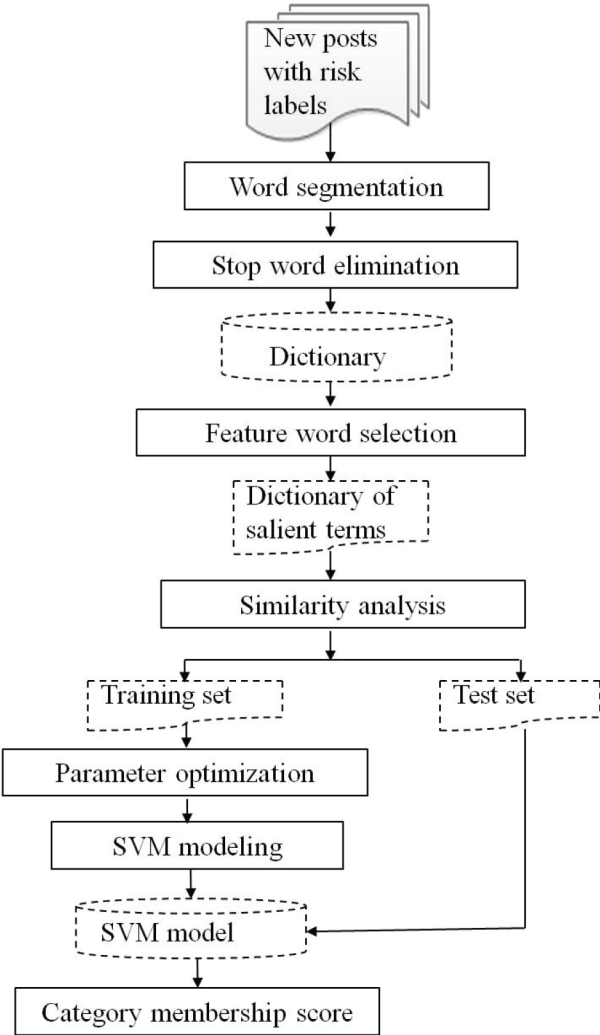 New posts
with risk
labels
Word segmentation
Stop word elimination
Dictionary
Feature word selection
Dictionary of
salient terms
Similarity analysis
Training set
Test set
Parameter optimization
SVM modeling
SVM model
Category membership score